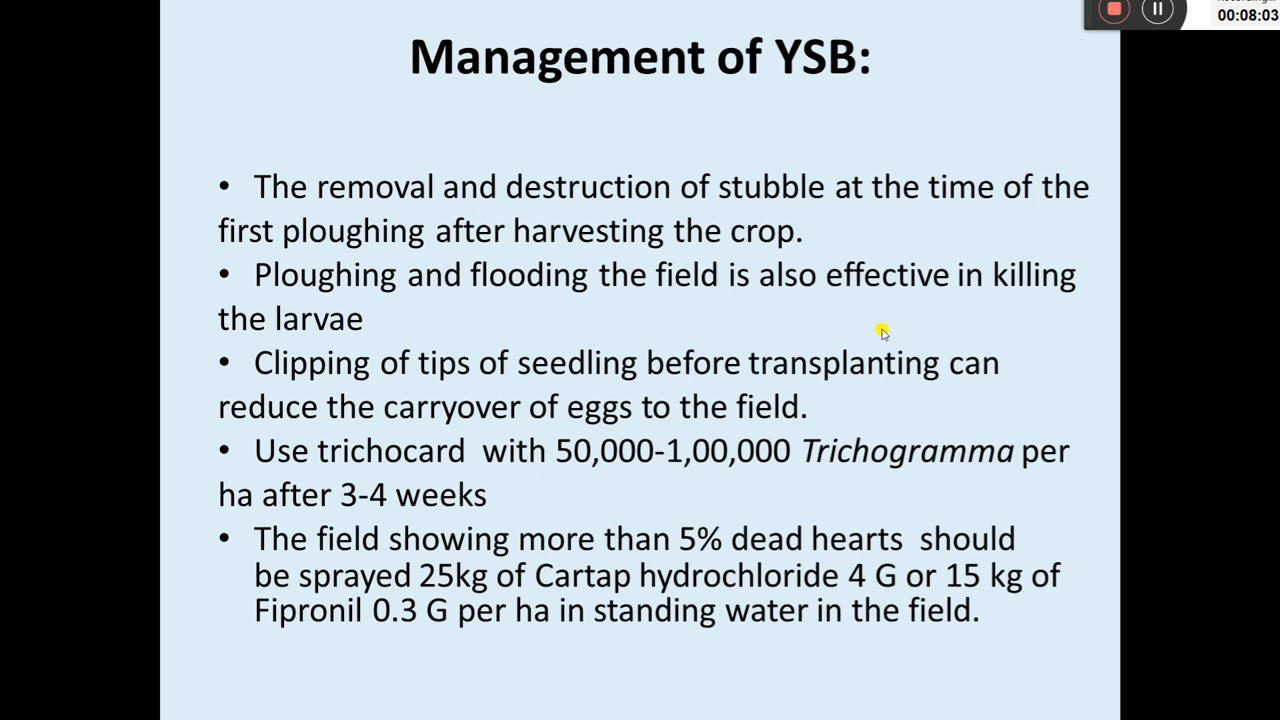 00:08:03
Management of YSB:
• The removal and destruction of stubble at the time of the
first ploughing after harvesting the crop.
• Ploughing and flooding the field is also effective in killing
the larvae
• Clipping of tips of seedling before transplanting can
reduce the carryover of eggs to the field.
• Use trichocard with 50,000-1,00,000 Trichogramma per
ha after 3-4 weeks
• The field showing more than 5% dead hearts should
be sprayed 25kg of Cartap hydrochloride 4 G or 15 kg of
Fipronil 0.3 G per ha in standing water in the field.